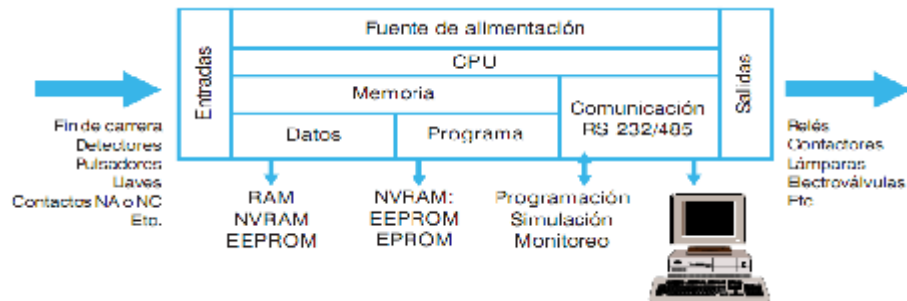 Fuente de alimentación
CPU
Entradas
Salidas
Memoria
Comunicación
RS 232/485
Datos
Programa
Fin de carrera
Detectores
Pulsadores
Llaves
Contactos NA o NC
Etc.
Relés
Contactores
Lámparas
Electroválvulas
Etc
RAM
NVRAM
EEPROM
NVRAM:
EEPROM
EPROM
Programación
Simulación
Monitoreo